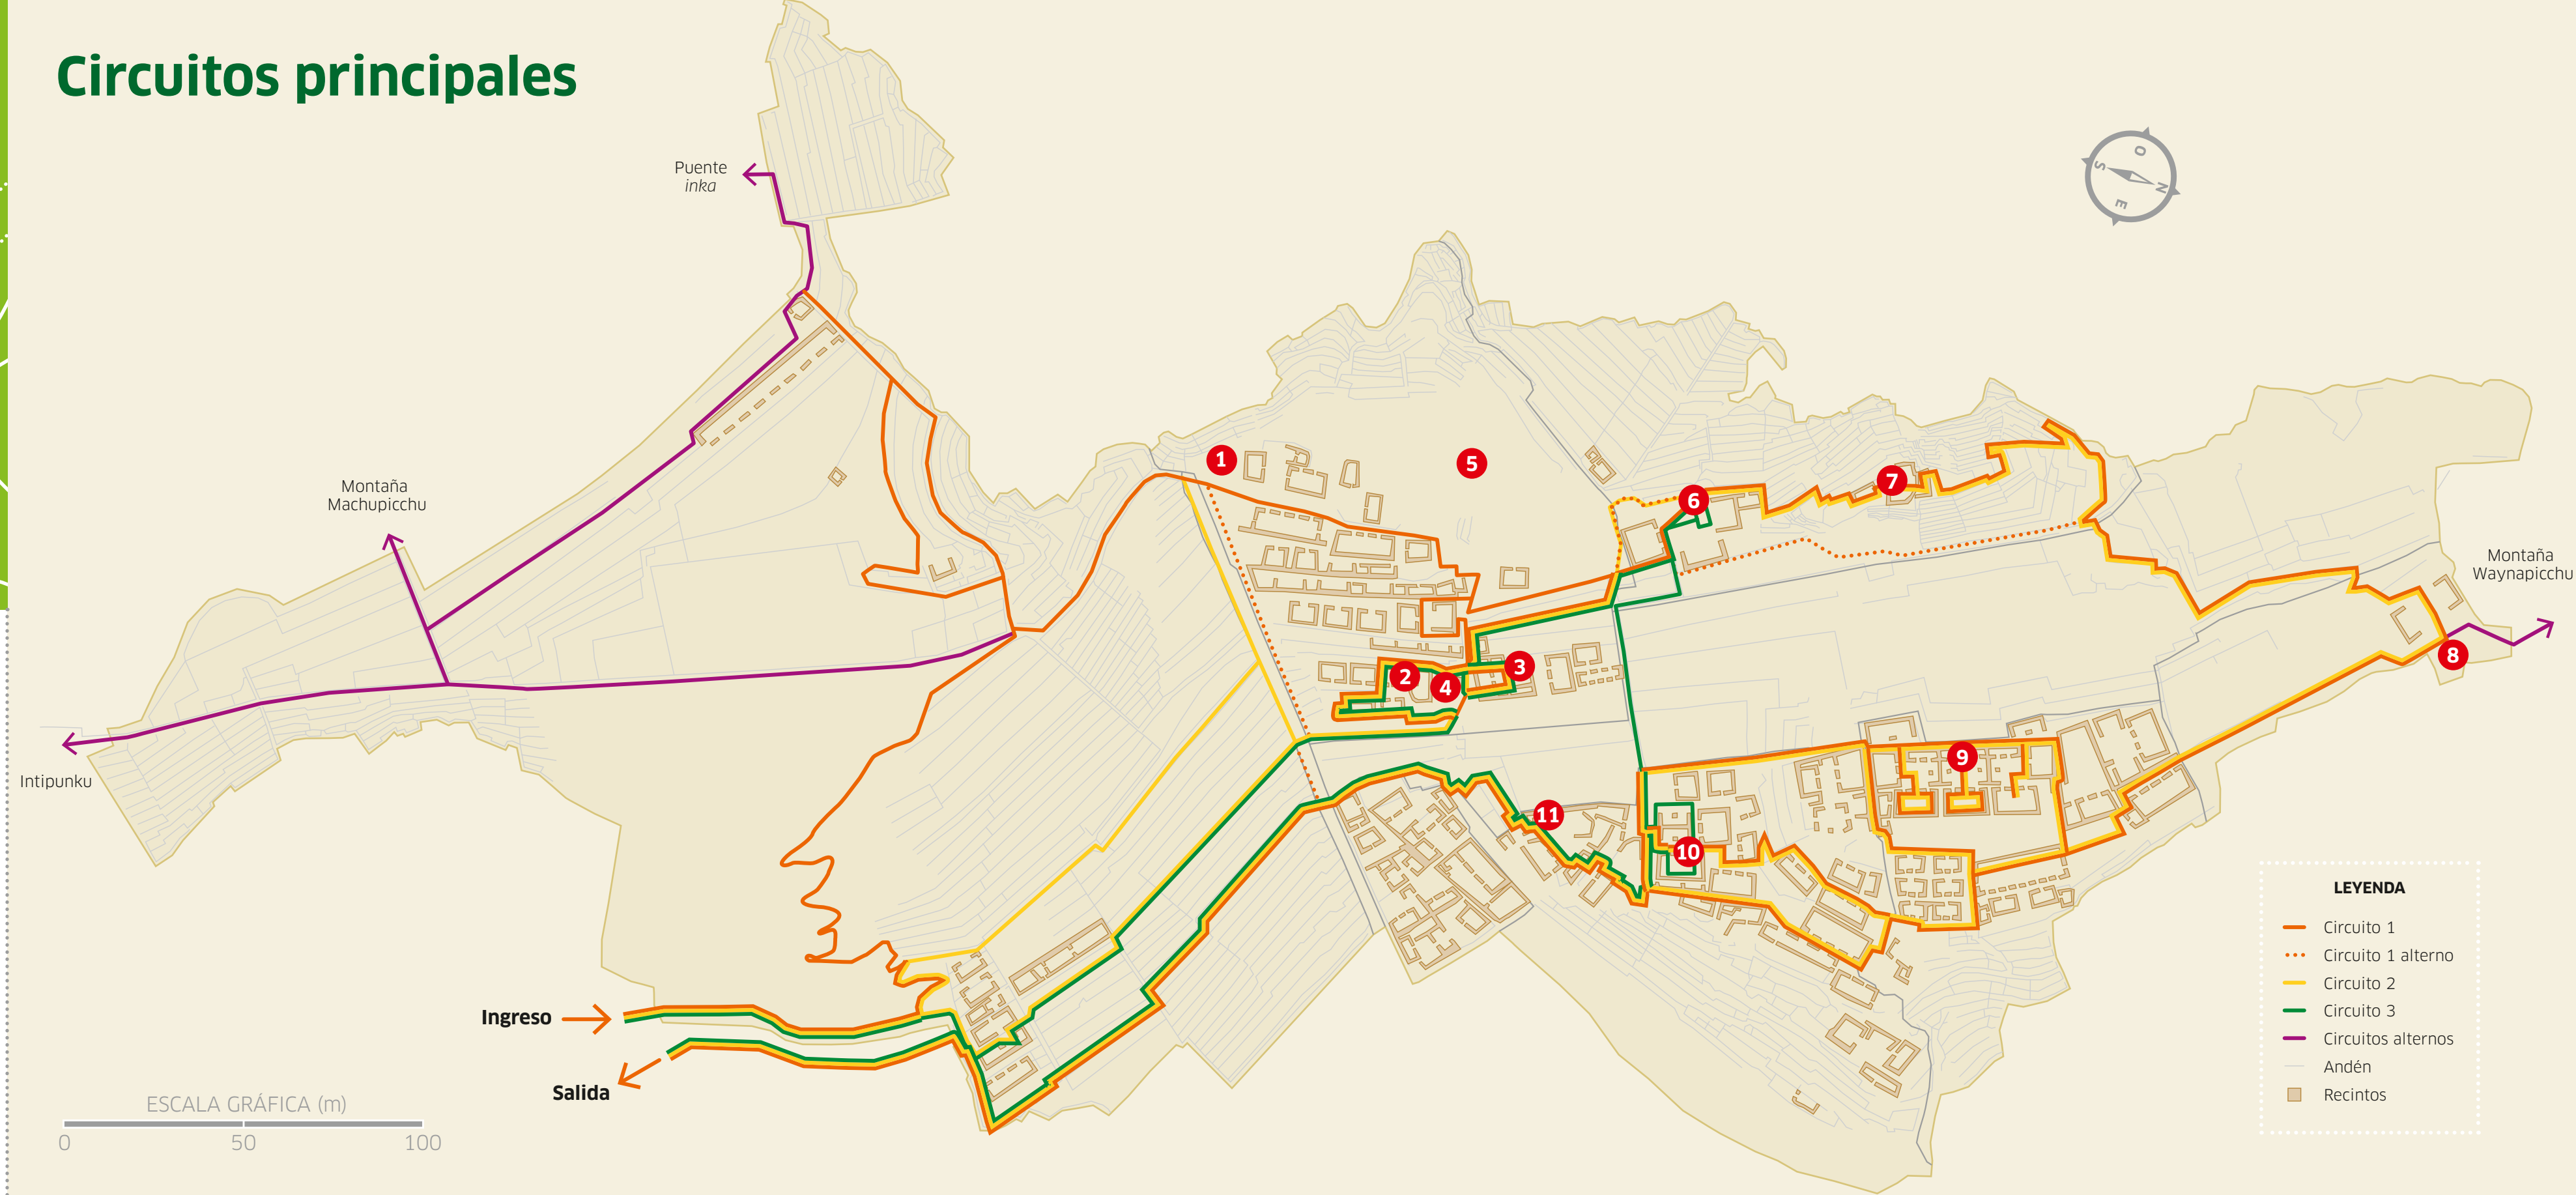 Circuitos principales
Puente
inka
O
S
N
E
1
5
6
7
Montaña
Machupicchu
Montaña
Waynapicchu
8
2
4
3
9
Intipunku
11
10
Ingreso
Salida
LEYENDA
Circuito 1
Circuito 1 alterno
Circuito 2
Circuito 3
Circuitos alternos
Andén
Recintos
ESCALA GRÁFICA (m)
0 50 100